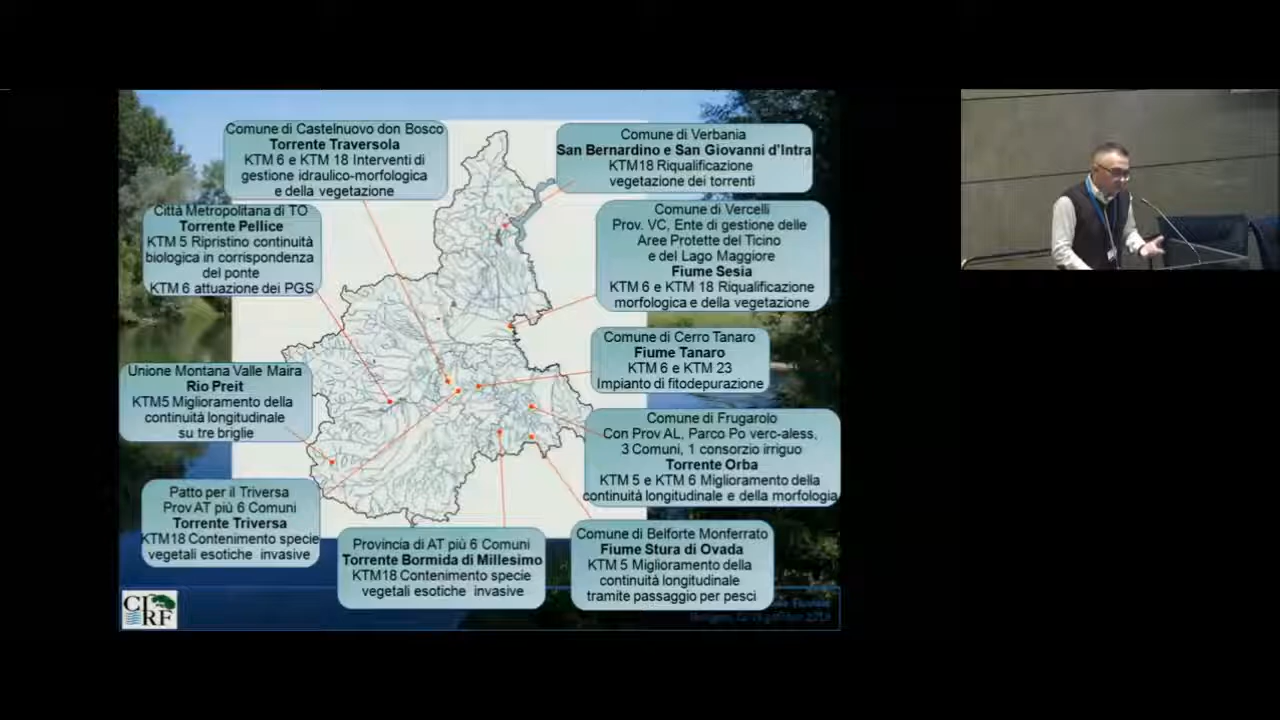 Comune di Castelnuovo don Bosco
Torrente Traversola
KTM 6 e KTM 18 Interventi di
gestione idraulico-morfologica
e della vegetazione
Comune di Verbania
San Bernardino e San Giovanni d'Intra
KTM18 Riqualificazione
vegetazione dei torrenti
Città Metropolitana di TO
Torrente Pellice
KTM 5 Ripristino continuità
biologica in corrispondenza
del ponte
KTM 6 attuazione dei PGS
Comune di Vercelli
Prov. VC, Ente di gestione delle
Aree Protette del Ticino
e del Lago Maggiore
Fiume Sesia
KTM 6 e KTM 18 Riqualificazione
morfologica e della vegetazione
Comune di Cerro Tanaro
Fiume Tanaro
KTM 6 e KTM 23
Impianto di fitodepurazione
Unione Montana Valle Maira
Rio Preit
KTM5 Miglioramento della
continuità longitudinale
su tre briglie
Comune di Frugarolo
Con Prov AL, Parco Po verc-aless,
3 Comuni, 1 consorzio irriguo
Torrente Orba
KTM 5 e KTM 6 Miglioramento della
continuità longitudinale e della morfologia
Patto per il Triversa
Prov AT più 6 Comuni
Torrente Triversa
KTM18 Contenimento specie
vegetali esotiche invasive
Provincia di AT più 6 Comuni
Torrente Bormida di Millesimo
KTM18 Contenimento specie
vegetali esotiche invasive
Comune di Belforte Monferrato
Fiume Stura di Ovada
KTM 5 Miglioramento della
continuità longitudinale
tramite passaggio per pesci
CIRF